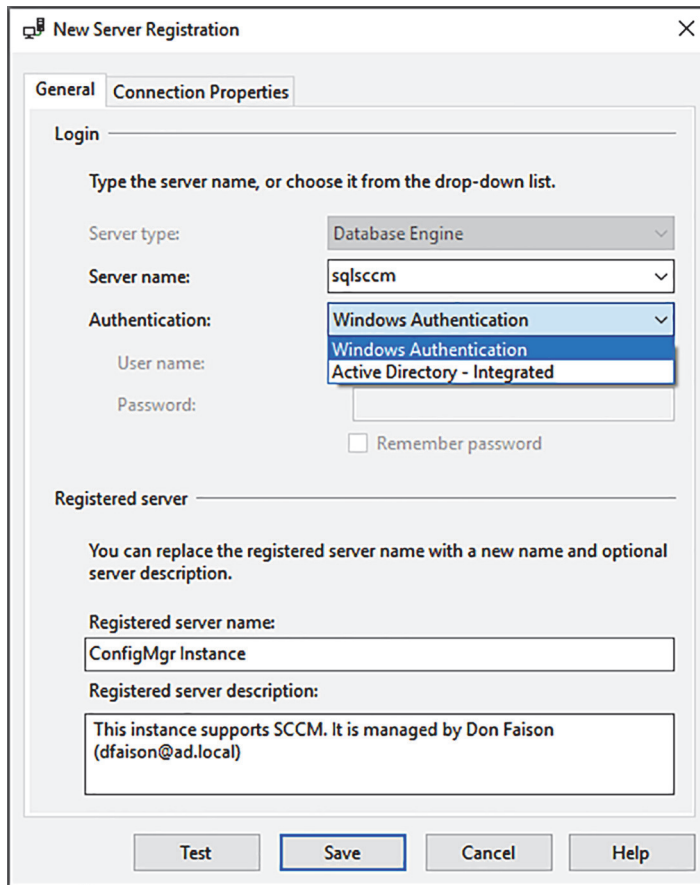 New Server Registration
General
Connection Properties
Login
Type the server name, or choose it from the drop-down list.
Server type:
Database Engine
Server name:
sqlsccm
Authentication:
Windows Authentication
Windows Authentication
Active Directory - Integrated
User name:
Password:
Remember password
Registered server
You can replace the registered server name with a new name and optional
server description.
Registered server name:
ConfigMgr Instance
Registered server description:
This instance supports SCCM. It is managed by Don Faison
(dfaison@ad.local)
Test
Save
Cancel
Help